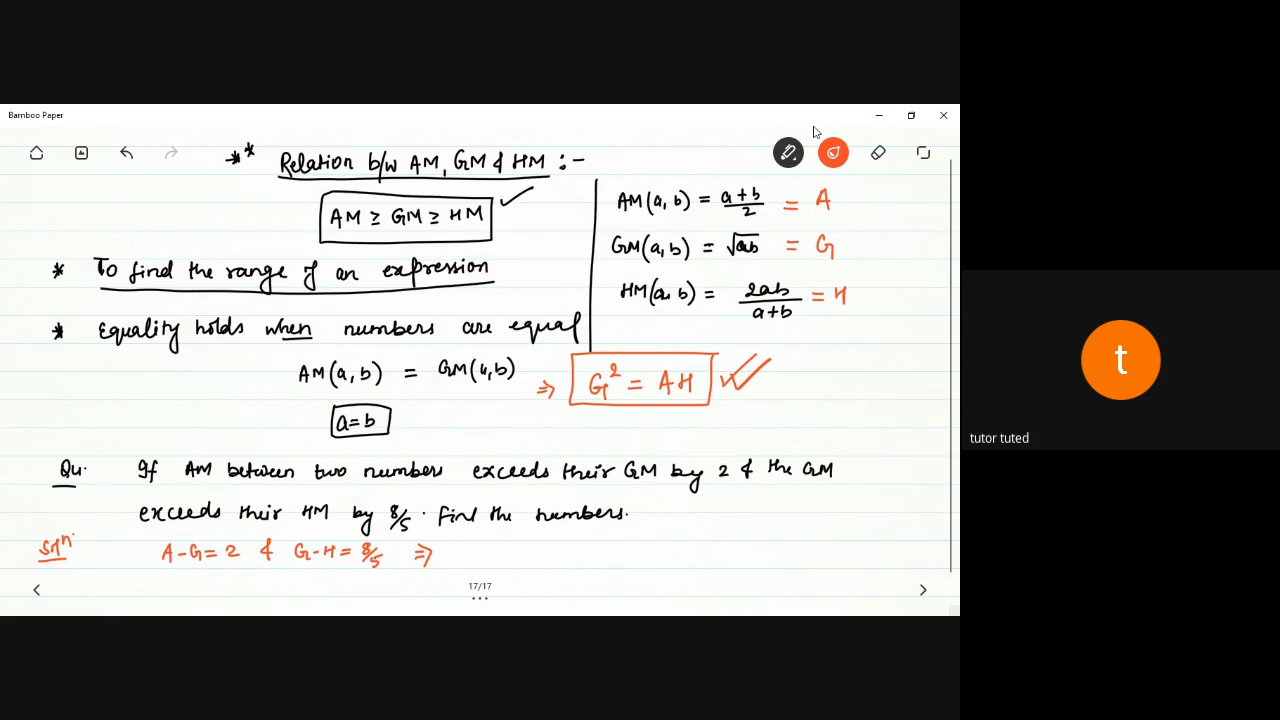 Bamboo Paper
** Relation b/w AM, GM & HM :-
AM ≥ GM ≥ HM
* To find the range of an expression
* Equality holds when numbers are equal
AM(a, b) = GM(a, b)
a=b
AM(a, b) = a+b/2 = A
GM(a, b) = √ab = G
HM(a, b) = 2ab/a+b = H
⇒ G² = AH
Qu. If AM between two numbers exceeds their GM by 2 & the GM
exceeds their HM by 8/5. Find the numbers.
Solⁿ. A-G=2 & G-H=8/5 ⇒
17/17
t
tutor tuted